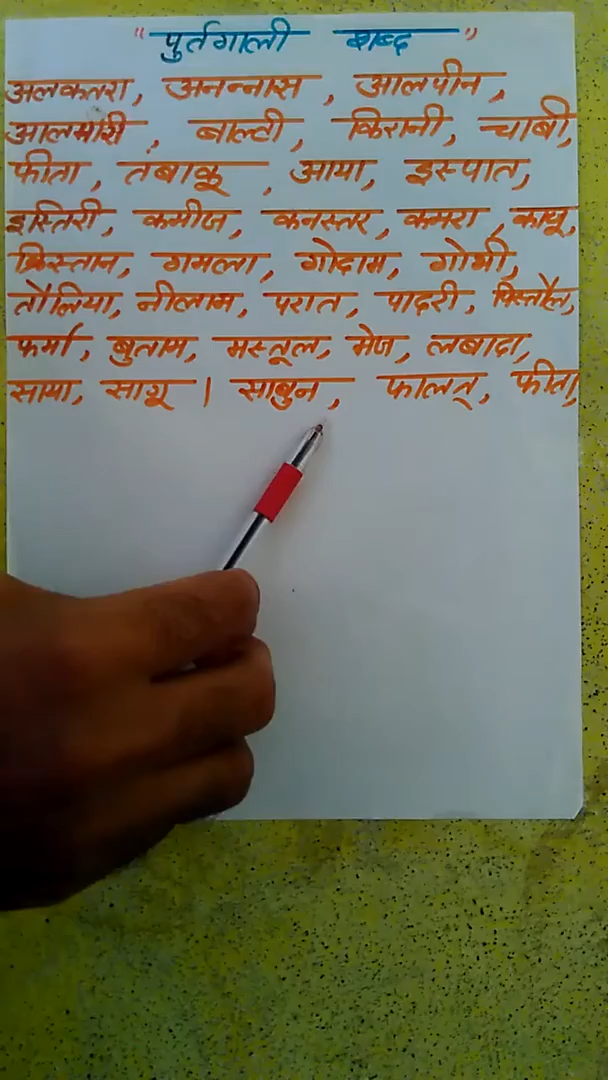 "पुर्तगाली शब्द"
अलकतरा, अनन्नास, आलपीन,
आलमारी, बाल्टी, किरानी, चाबी,
फीता, तंबाकू, आया, इस्पात,
इस्तिरी, कमीज, कनस्तर, कमरा, काजू,
क्रिस्तान, गमला, गोदाम, गोभी,
तौलिया, नीलाम, परात, पादरी, पिस्तौल,
फर्मा, बुताम, मस्तूल, मेज, लबादा,
साया, सागू। साबुन, फालतू, फीता,